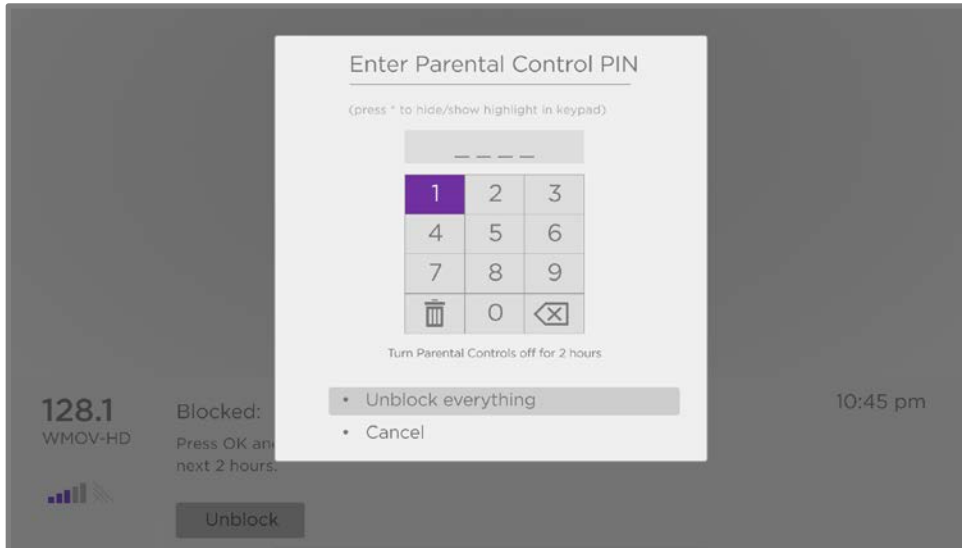 Enter Parental Control PIN
(press * to hide/show highlight in keypad)
_ _ _ _
1 2 3
4 5 6
7 8 9
0
Turn Parental Controls off for 2 hours
• Unblock everything
• Cancel
128.1
WMOV-HD
Blocked:
Press OK and
next 2 hours.
Unblock
10:45 pm